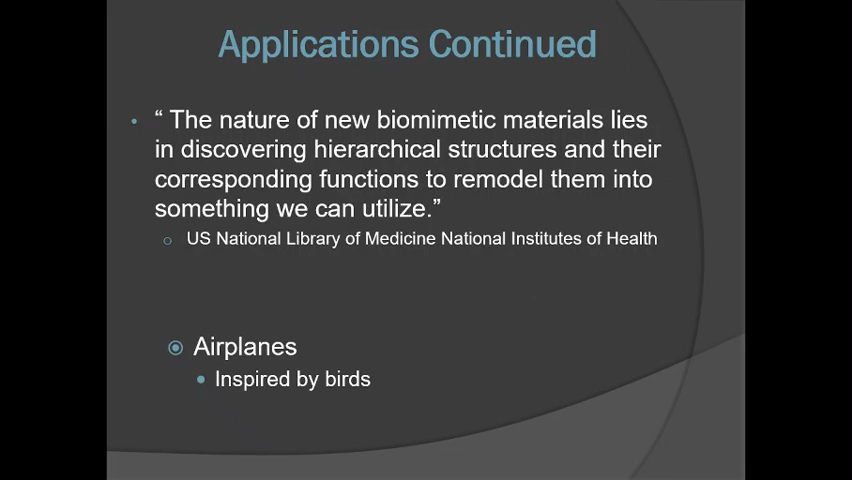 Applications Continued
“ The nature of new biomimetic materials lies
in discovering hierarchical structures and their
corresponding functions to remodel them into
something we can utilize.”
US National Library of Medicine National Institutes of Health
Airplanes
Inspired by birds